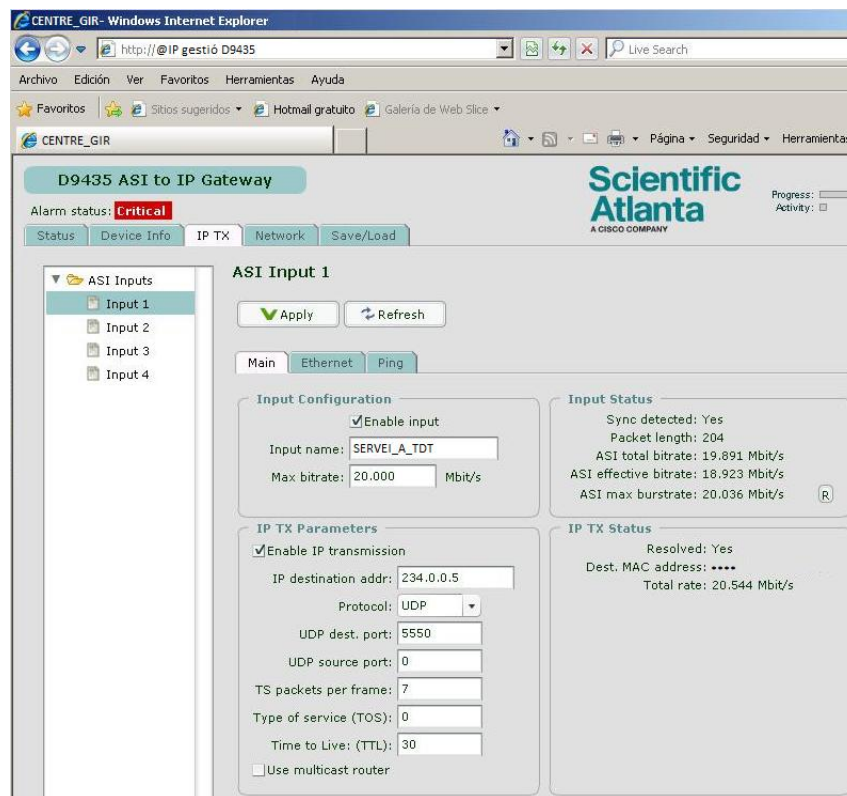 CENTRE_GIR- Windows Internet Explorer
http://@IP gestió D9435
Live Search
Archivo Edición Ver Favoritos Herramientas Ayuda
Favoritos Sitios sugeridos Hotmail gratuito Galería de Web Slice
CENTRE_GIR Página Seguridad Herramientas
D9435 ASI to IP Gateway
Scientific
Atlanta
A CISCO COMPANY
Progress:
Activity:
Alarm status: Critical
Status Device Info IP TX Network Save/Load
ASI Inputs
Input 1
Input 2
Input 3
Input 4
ASI Input 1
Apply Refresh
Main Ethernet Ping
Input Configuration
Enable input
Input name: SERVEI_A_TDT
Max bitrate: 20.000 Mbit/s
Input Status
Sync detected: Yes
Packet length: 204
ASI total bitrate: 19.891 Mbit/s
ASI effective bitrate: 18.923 Mbit/s
ASI max burstrate: 20.036 Mbit/s R
IP TX Parameters
Enable IP transmission
IP destination addr: 234.0.0.5
Protocol: UDP
UDP dest. port: 5550
UDP source port: 0
TS packets per frame: 7
Type of service (TOS): 0
Time to Live: (TTL): 30
Use multicast router
IP TX Status
Resolved: Yes
Dest. MAC address: ••••
Total rate: 20.544 Mbit/s